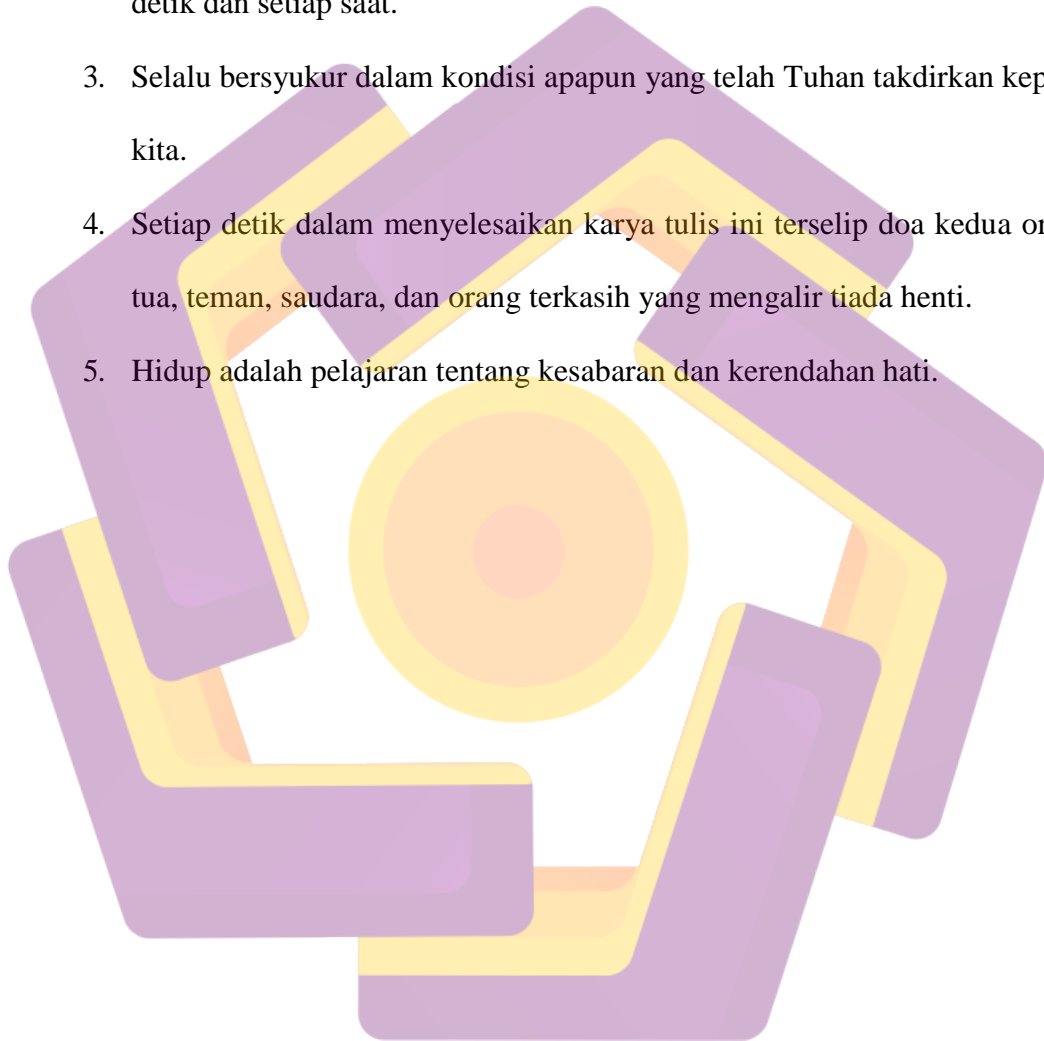 detik dan setiap saat.
3. Selalu bersyukur dalam kondisi apapun yang telah Tuhan takdirkan kep
kita.
4. Setiap detik dalam menyelesaikan karya tulis ini terselip doa kedua or
tua, teman, saudara, dan orang terkasih yang mengalir tiada henti.
5. Hidup adalah pelajaran tentang kesabaran dan kerendahan hati.